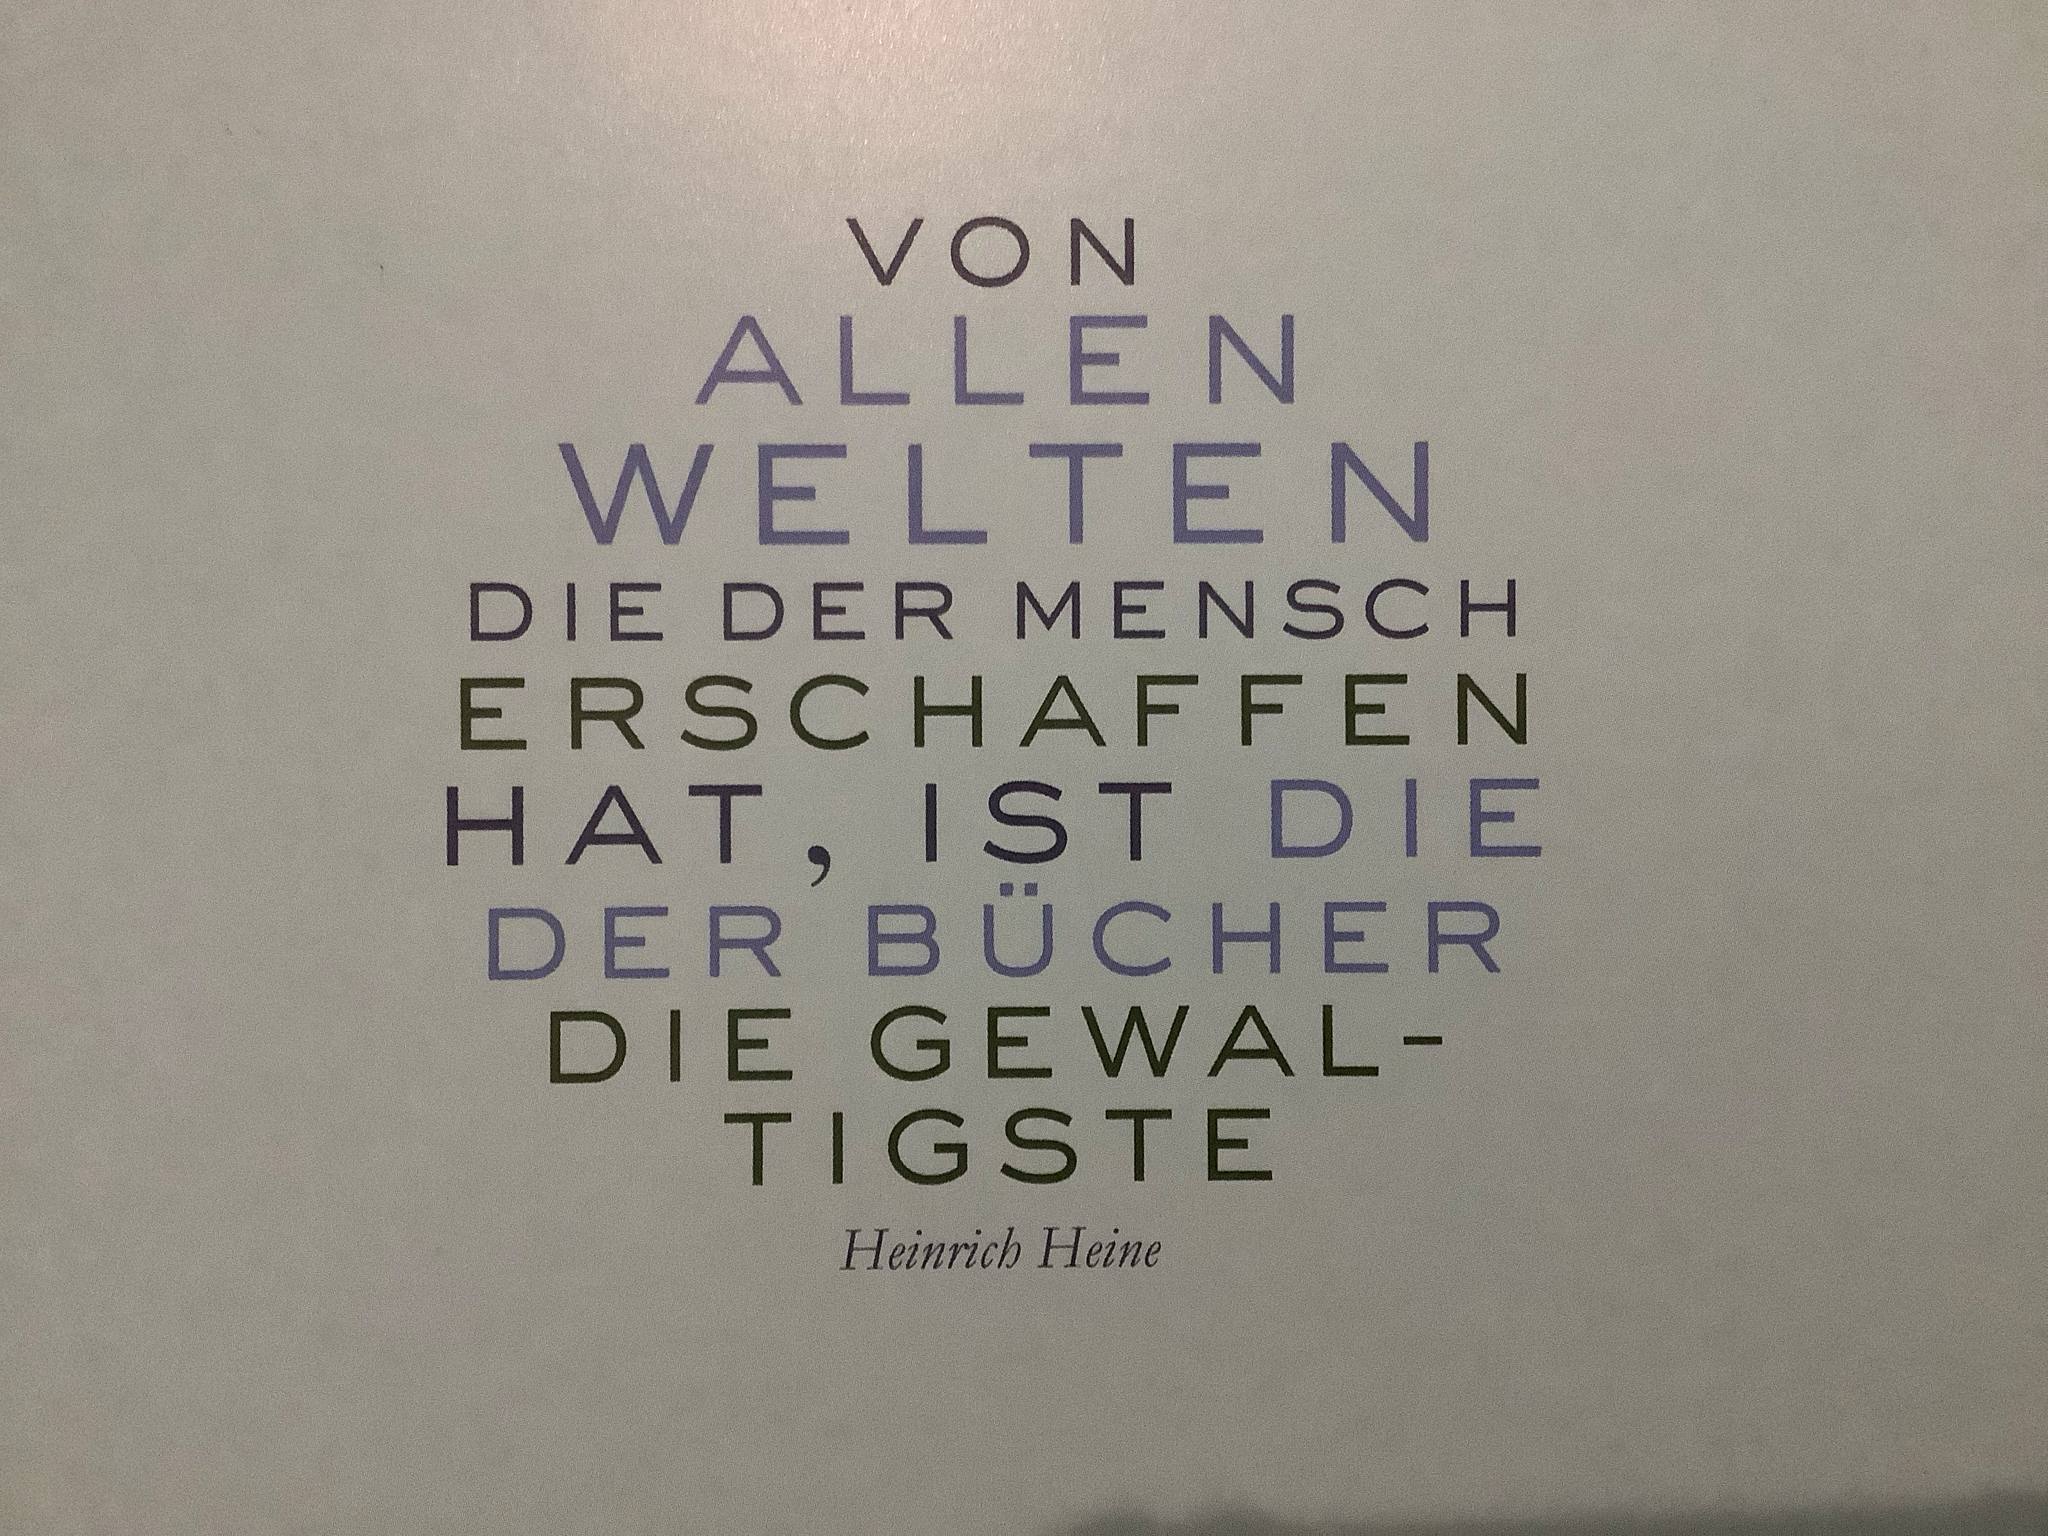 VON
ALLEN
WELTEN
DIE DER MENSCH
ERSCHAFFEN
HAT, IST DIE
DER BÜCHER
DIE GEWAL-
TIGSTE
Heinrich Heine